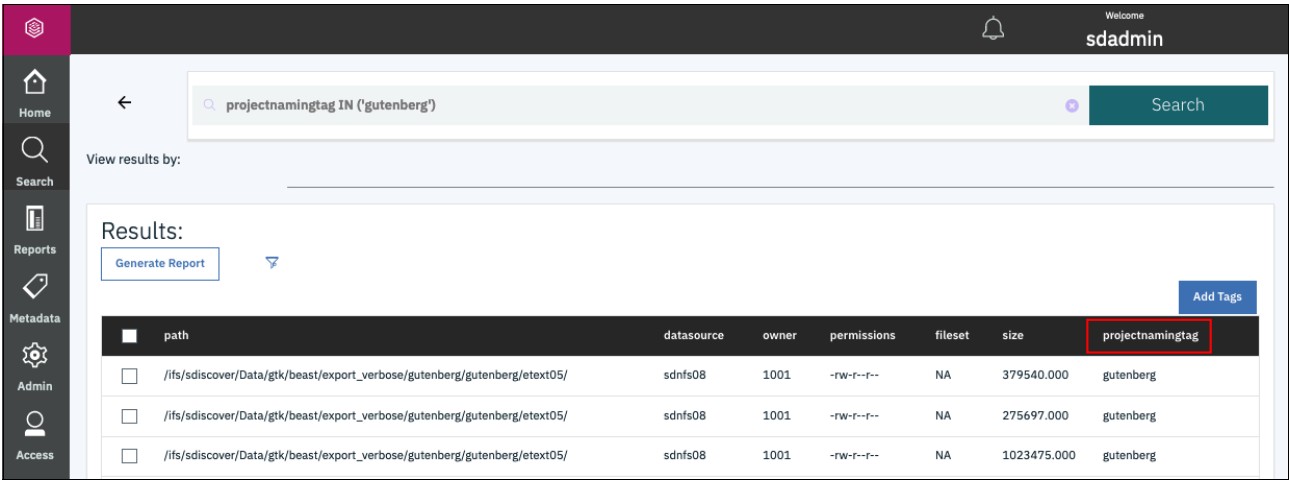 Welcome
sdadmin
Home
Search
Reports
Metadata
Admin
Access
projectnamingtag IN ('gutenberg')
Search
View results by:
Results:
Generate Report
Add Tags
path datasource owner permissions fileset size projectnamingtag
/ifs/sdiscover/Data/gtk/beast/export_verbose/gutenberg/gutenberg/etext05/ sdnfs08 1001 -rw-r--r-- NA 379540.000 gutenberg
/ifs/sdiscover/Data/gtk/beast/export_verbose/gutenberg/gutenberg/etext05/ sdnfs08 1001 -rw-r--r-- NA 275697.000 gutenberg
/ifs/sdiscover/Data/gtk/beast/export_verbose/gutenberg/gutenberg/etext05/ sdnfs08 1001 -rw-r--r-- NA 1023475.000 gutenberg